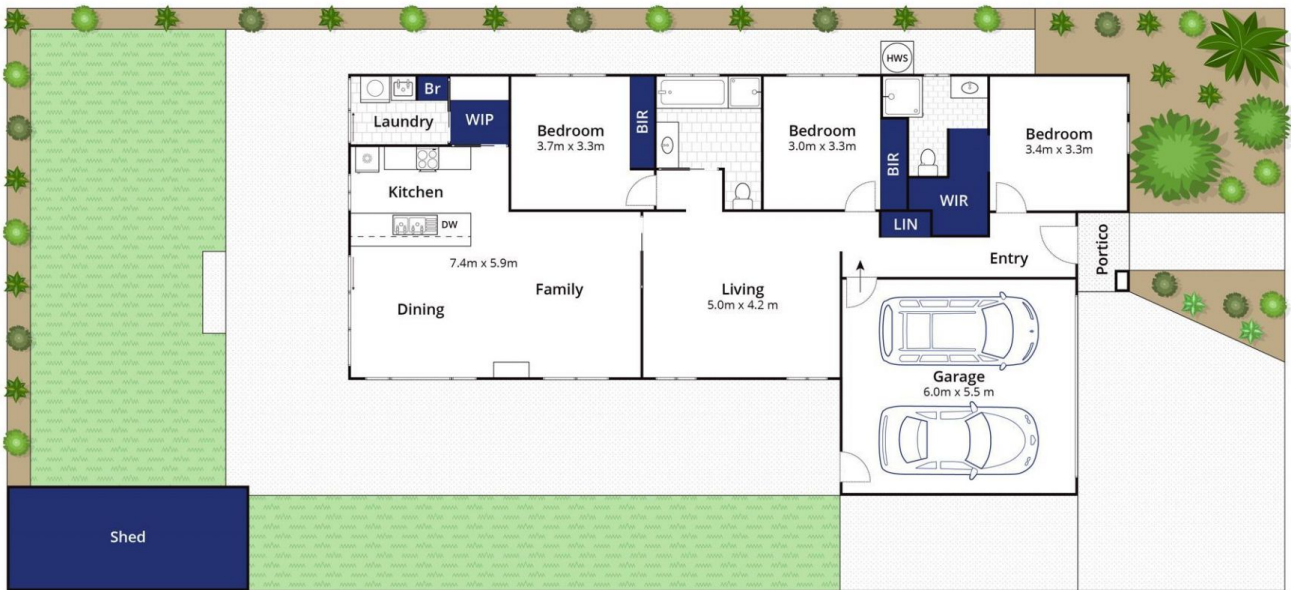 HWS
Br
Laundry
WIP
Bedroom
3.7m x 3.3m
BIR
Bedroom
3.0m x 3.3m
BIR
WIR
LIN
Bedroom
3.4m x 3.3m
Kitchen
DW
7.4m x 5.9m
Family
Dining
Living
5.0m x 4.2 m
Entry
Portico
Garage
6.0m x 5.5 m
Shed